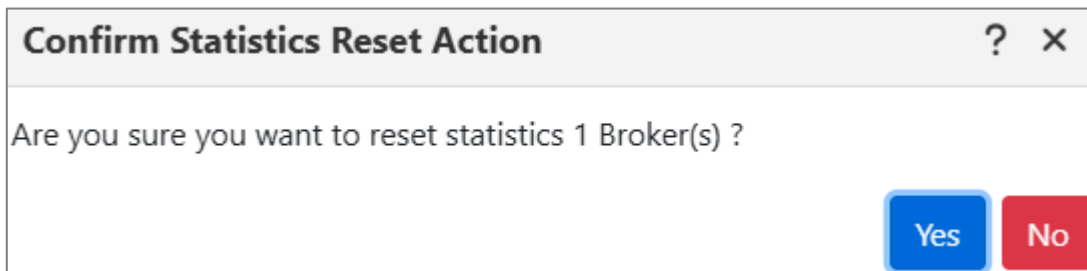 Confirm Statistics Reset Action ? ×
Are you sure you want to reset statistics 1 Broker(s) ?
Yes No